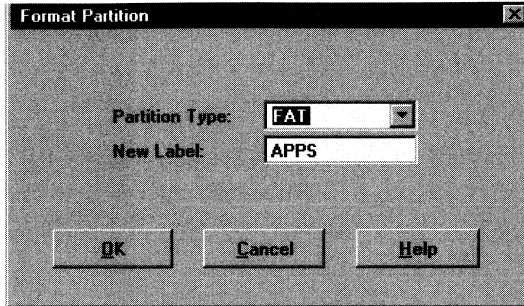 Format Partition
Partition Type: FAT
New Label: APPS
OK Cancel Help